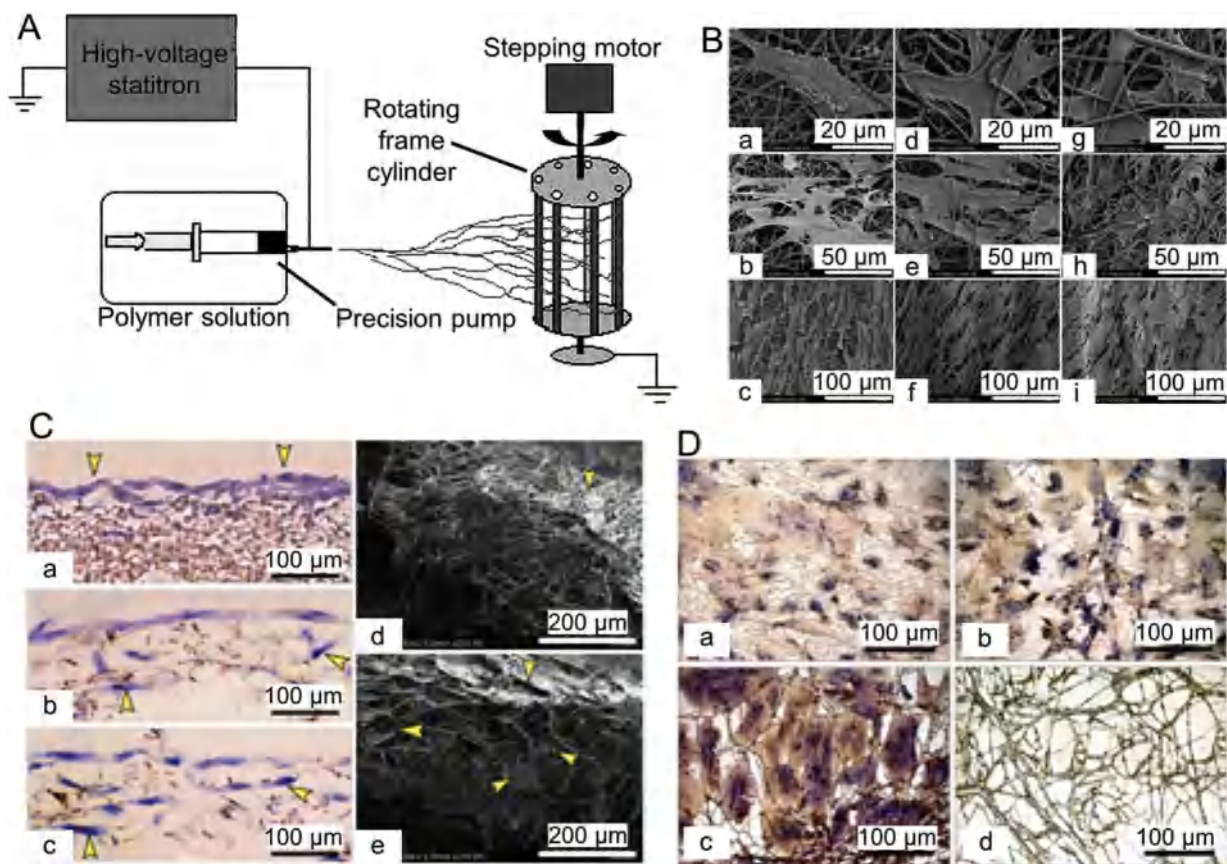 A
High-voltage
statitron
Stepping motor
Rotating
frame
cylinder
Polymer solution
Precision pump
B
20 μm
a
20 μm
d
20 μm
g
50 μm
b
50 μm
e
50 μm
h
100 μm
c
100 μm
f
100 μm
i
C
100 μm
a
100 μm
b
100 μm
c
200 μm
d
200 μm
e
D
100 μm
a
100 μm
b
100 μm
c
100 μm
d